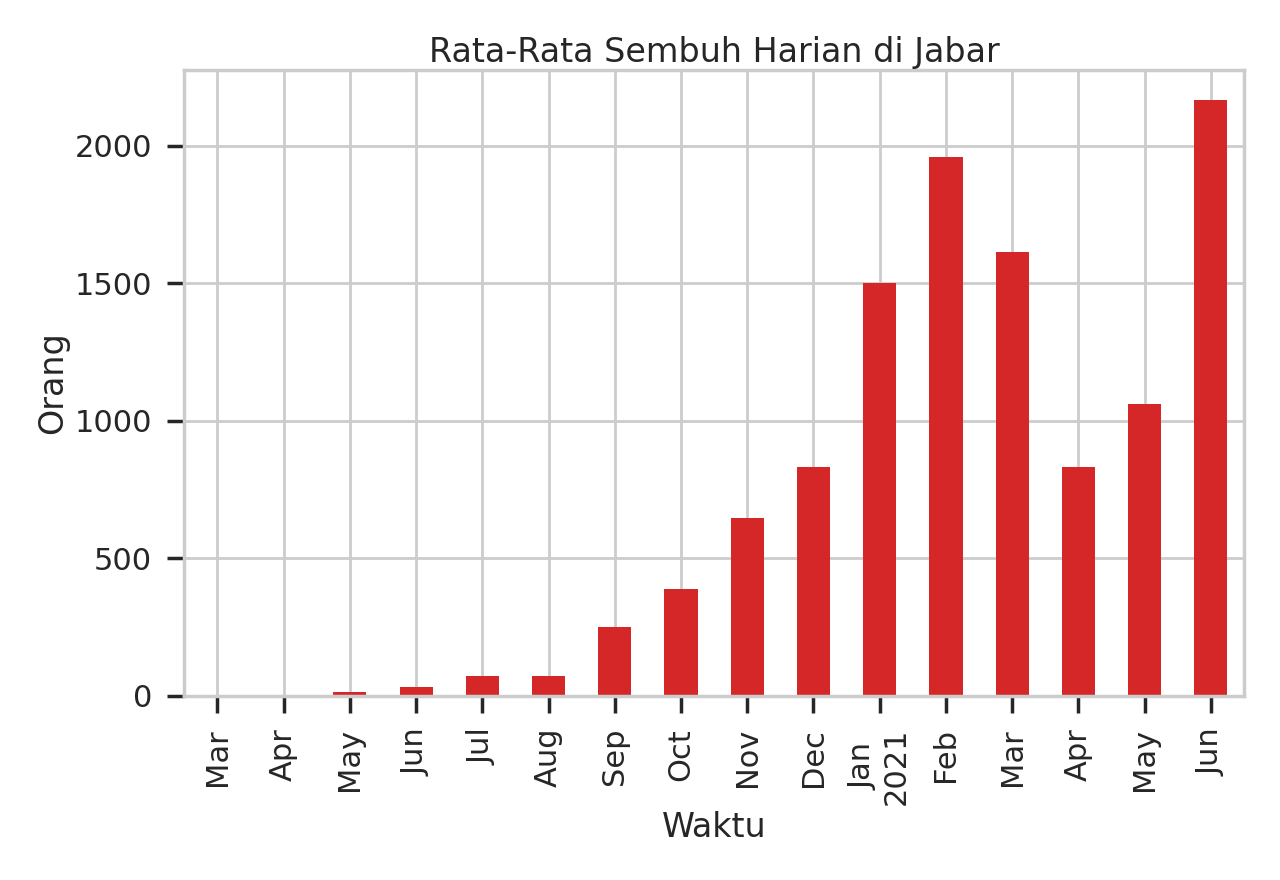 Rata-Rata Sembuh Harian di Jabar
2000
1500
1000
500
0
Orang
Mar
Apr
May
Jun
Jul
Aug
Sep
Oct
Nov
Dec
Jan
2021
Feb
Mar
Apr
May
Jun
Waktu